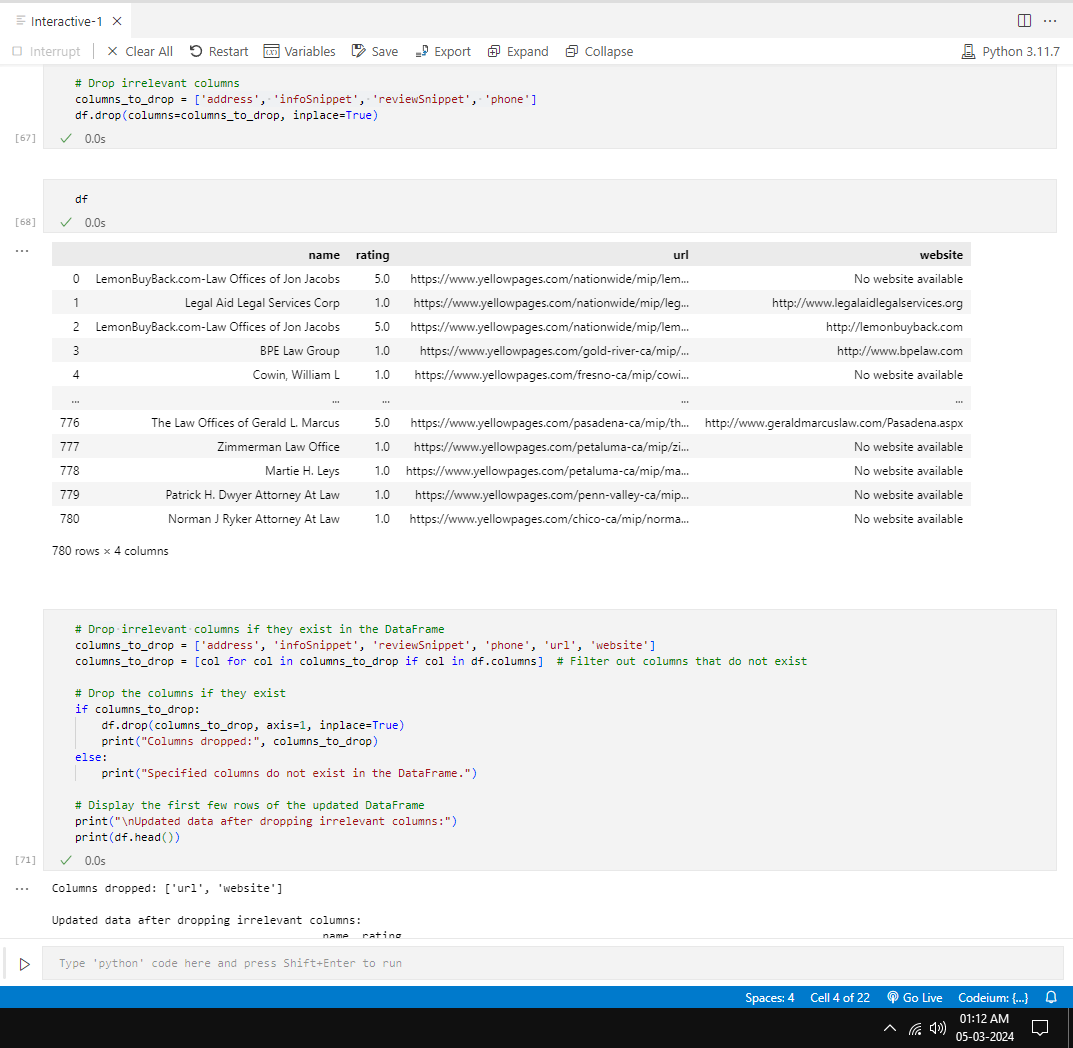 Interactive-1
Interrupt Clear All Restart Variables Save Export Expand Collapse Python 3.11.7
# Drop irrelevant columns
columns_to_drop = ['address', 'infoSnippet', 'reviewSnippet', 'phone']
df.drop(columns=columns_to_drop, inplace=True)
[67] 0.0s
df
[68] 0.0s
...
name rating url website
0 LemonBuyBack.com-Law Offices of Jon Jacobs 5.0 https://www.yellowpages.com/nationwide/mip/lem... No website available
1 Legal Aid Legal Services Corp 1.0 https://www.yellowpages.com/nationwide/mip/leg... http://www.legalaidlegalservices.org
2 LemonBuyBack.com-Law Offices of Jon Jacobs 5.0 https://www.yellowpages.com/nationwide/mip/lem... http://lemonbuyback.com
3 BPE Law Group 1.0 https://www.yellowpages.com/gold-river-ca/mip/... http://www.bpelaw.com
4 Cowin, William L 1.0 https://www.yellowpages.com/fresno-ca/mip/cowi... No website available
... ... ... ... ...
776 The Law Offices of Gerald L. Marcus 5.0 https://www.yellowpages.com/pasadena-ca/mip/th... http://www.geraldmarcuslaw.com/Pasadena.aspx
777 Zimmerman Law Office 1.0 https://www.yellowpages.com/petaluma-ca/mip/zi... No website available
778 Martie H. Leys 1.0 https://www.yellowpages.com/petaluma-ca/mip/ma... No website available
779 Patrick H. Dwyer Attorney At Law 1.0 https://www.yellowpages.com/penn-valley-ca/mip... No website available
780 Norman J Ryker Attorney At Law 1.0 https://www.yellowpages.com/chico-ca/mip/norma... No website available
780 rows × 4 columns
# Drop irrelevant columns if they exist in the DataFrame
columns_to_drop = ['address', 'infoSnippet', 'reviewSnippet', 'phone', 'url', 'website']
columns_to_drop = [col for col in columns_to_drop if col in df.columns]  # Filter out columns that do not exist
# Drop the columns if they exist
if columns_to_drop:
    df.drop(columns_to_drop, axis=1, inplace=True)
    print("Columns dropped:", columns_to_drop)
else:
    print("Specified columns do not exist in the DataFrame.")
# Display the first few rows of the updated DataFrame
print("\nUpdated data after dropping irrelevant columns:")
print(df.head())
[71] 0.0s
... Columns dropped: ['url', 'website']
Updated data after dropping irrelevant columns:
name rating
Type 'python' code here and press Shift+Enter to run
Spaces: 4 Cell 4 of 22 Go Live Codeium: {...}
01:12 AM
05-03-2024